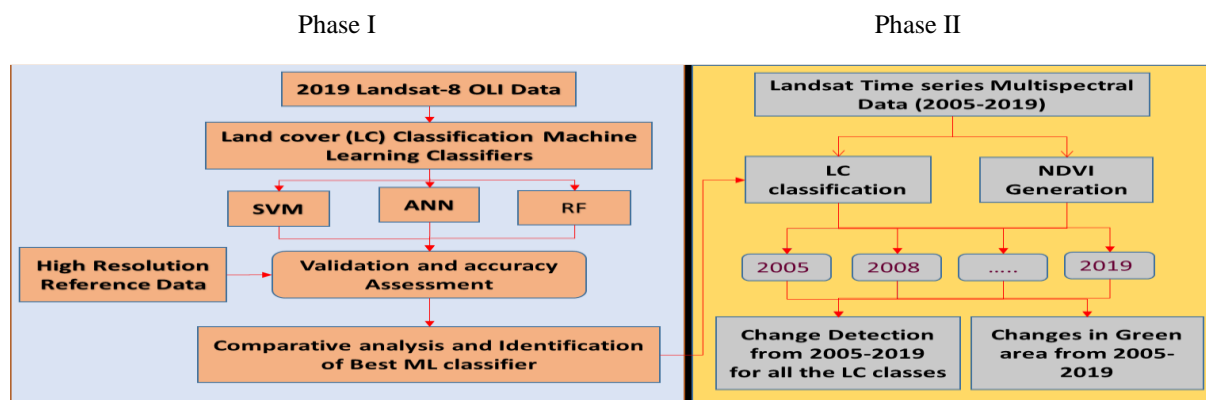 Phase I
Phase II
2019 Landsat-8 OLI Data
Land cover (LC) Classification Machine
Learning Classifiers
SVM
ANN
RF
High Resolution
Reference Data
Validation and accuracy
Assessment
Comparative analysis and Identification
of Best ML classifier
Landsat Time series Multispectral
Data (2005-2019)
LC
classification
NDVI
Generation
2005
2008
.....
2019
Change Detection
from 2005-2019
for all the LC classes
Changes in Green
area from 2005-
2019